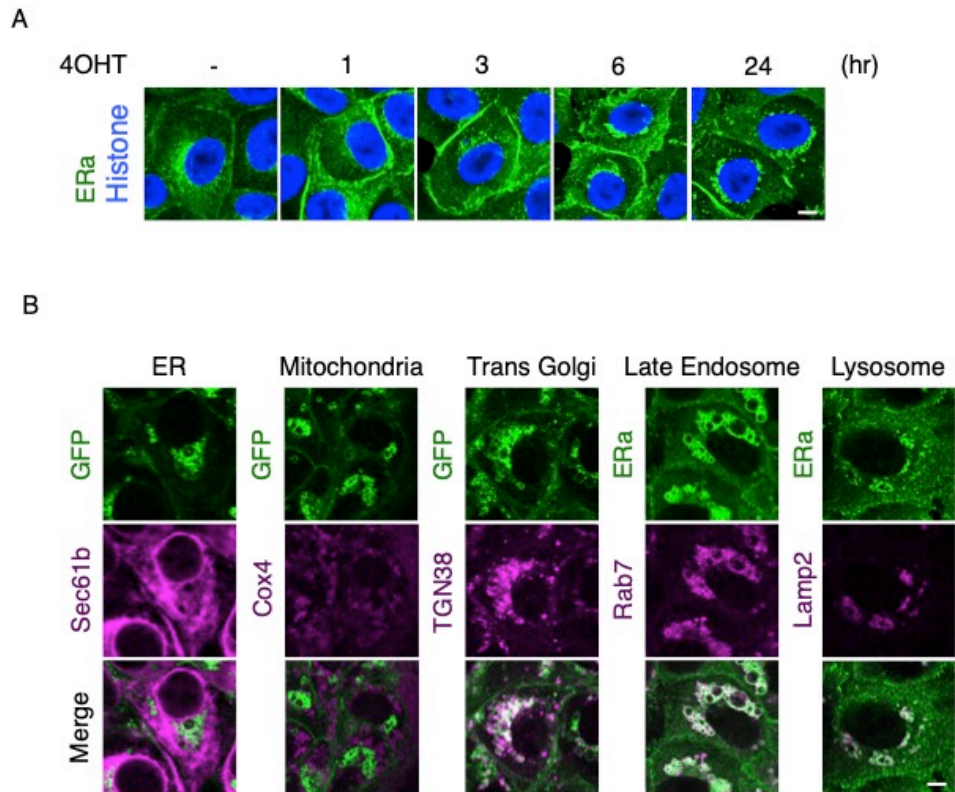 A
4OHT - 1 3 6 24 (hr)
ERa
Histone
B
ER Mitochondria Trans Golgi Late Endosome Lysosome
GFP GFP GFP ERa ERa
Sec61b Cox4 TGN38 Rab7 Lamp2
Merge